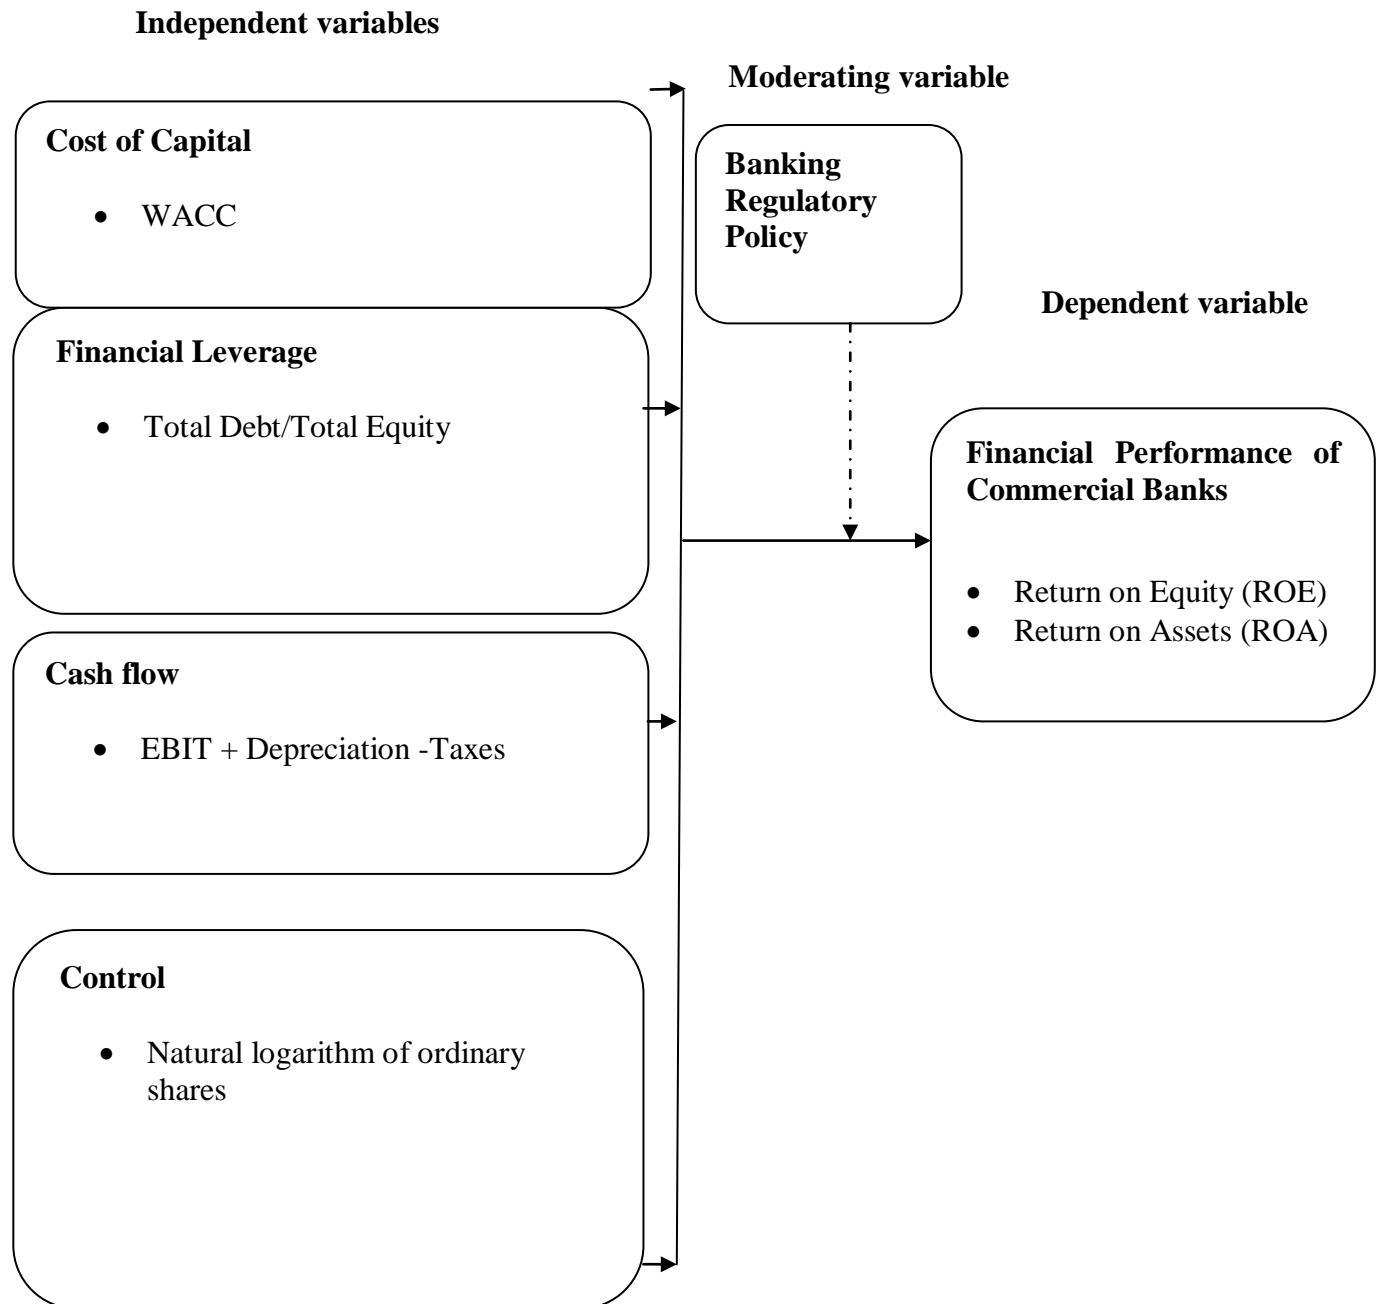 Independent variables
Moderating variable
Cost of Capital
• WACC
Banking
Regulatory
Policy
Dependent variable
Financial Leverage
• Total Debt/Total Equity
Financial Performance of
Commercial Banks
• Return on Equity (ROE)
• Return on Assets (ROA)
Cash flow
• EBIT + Depreciation -Taxes
Control
• Natural logarithm of ordinary
shares